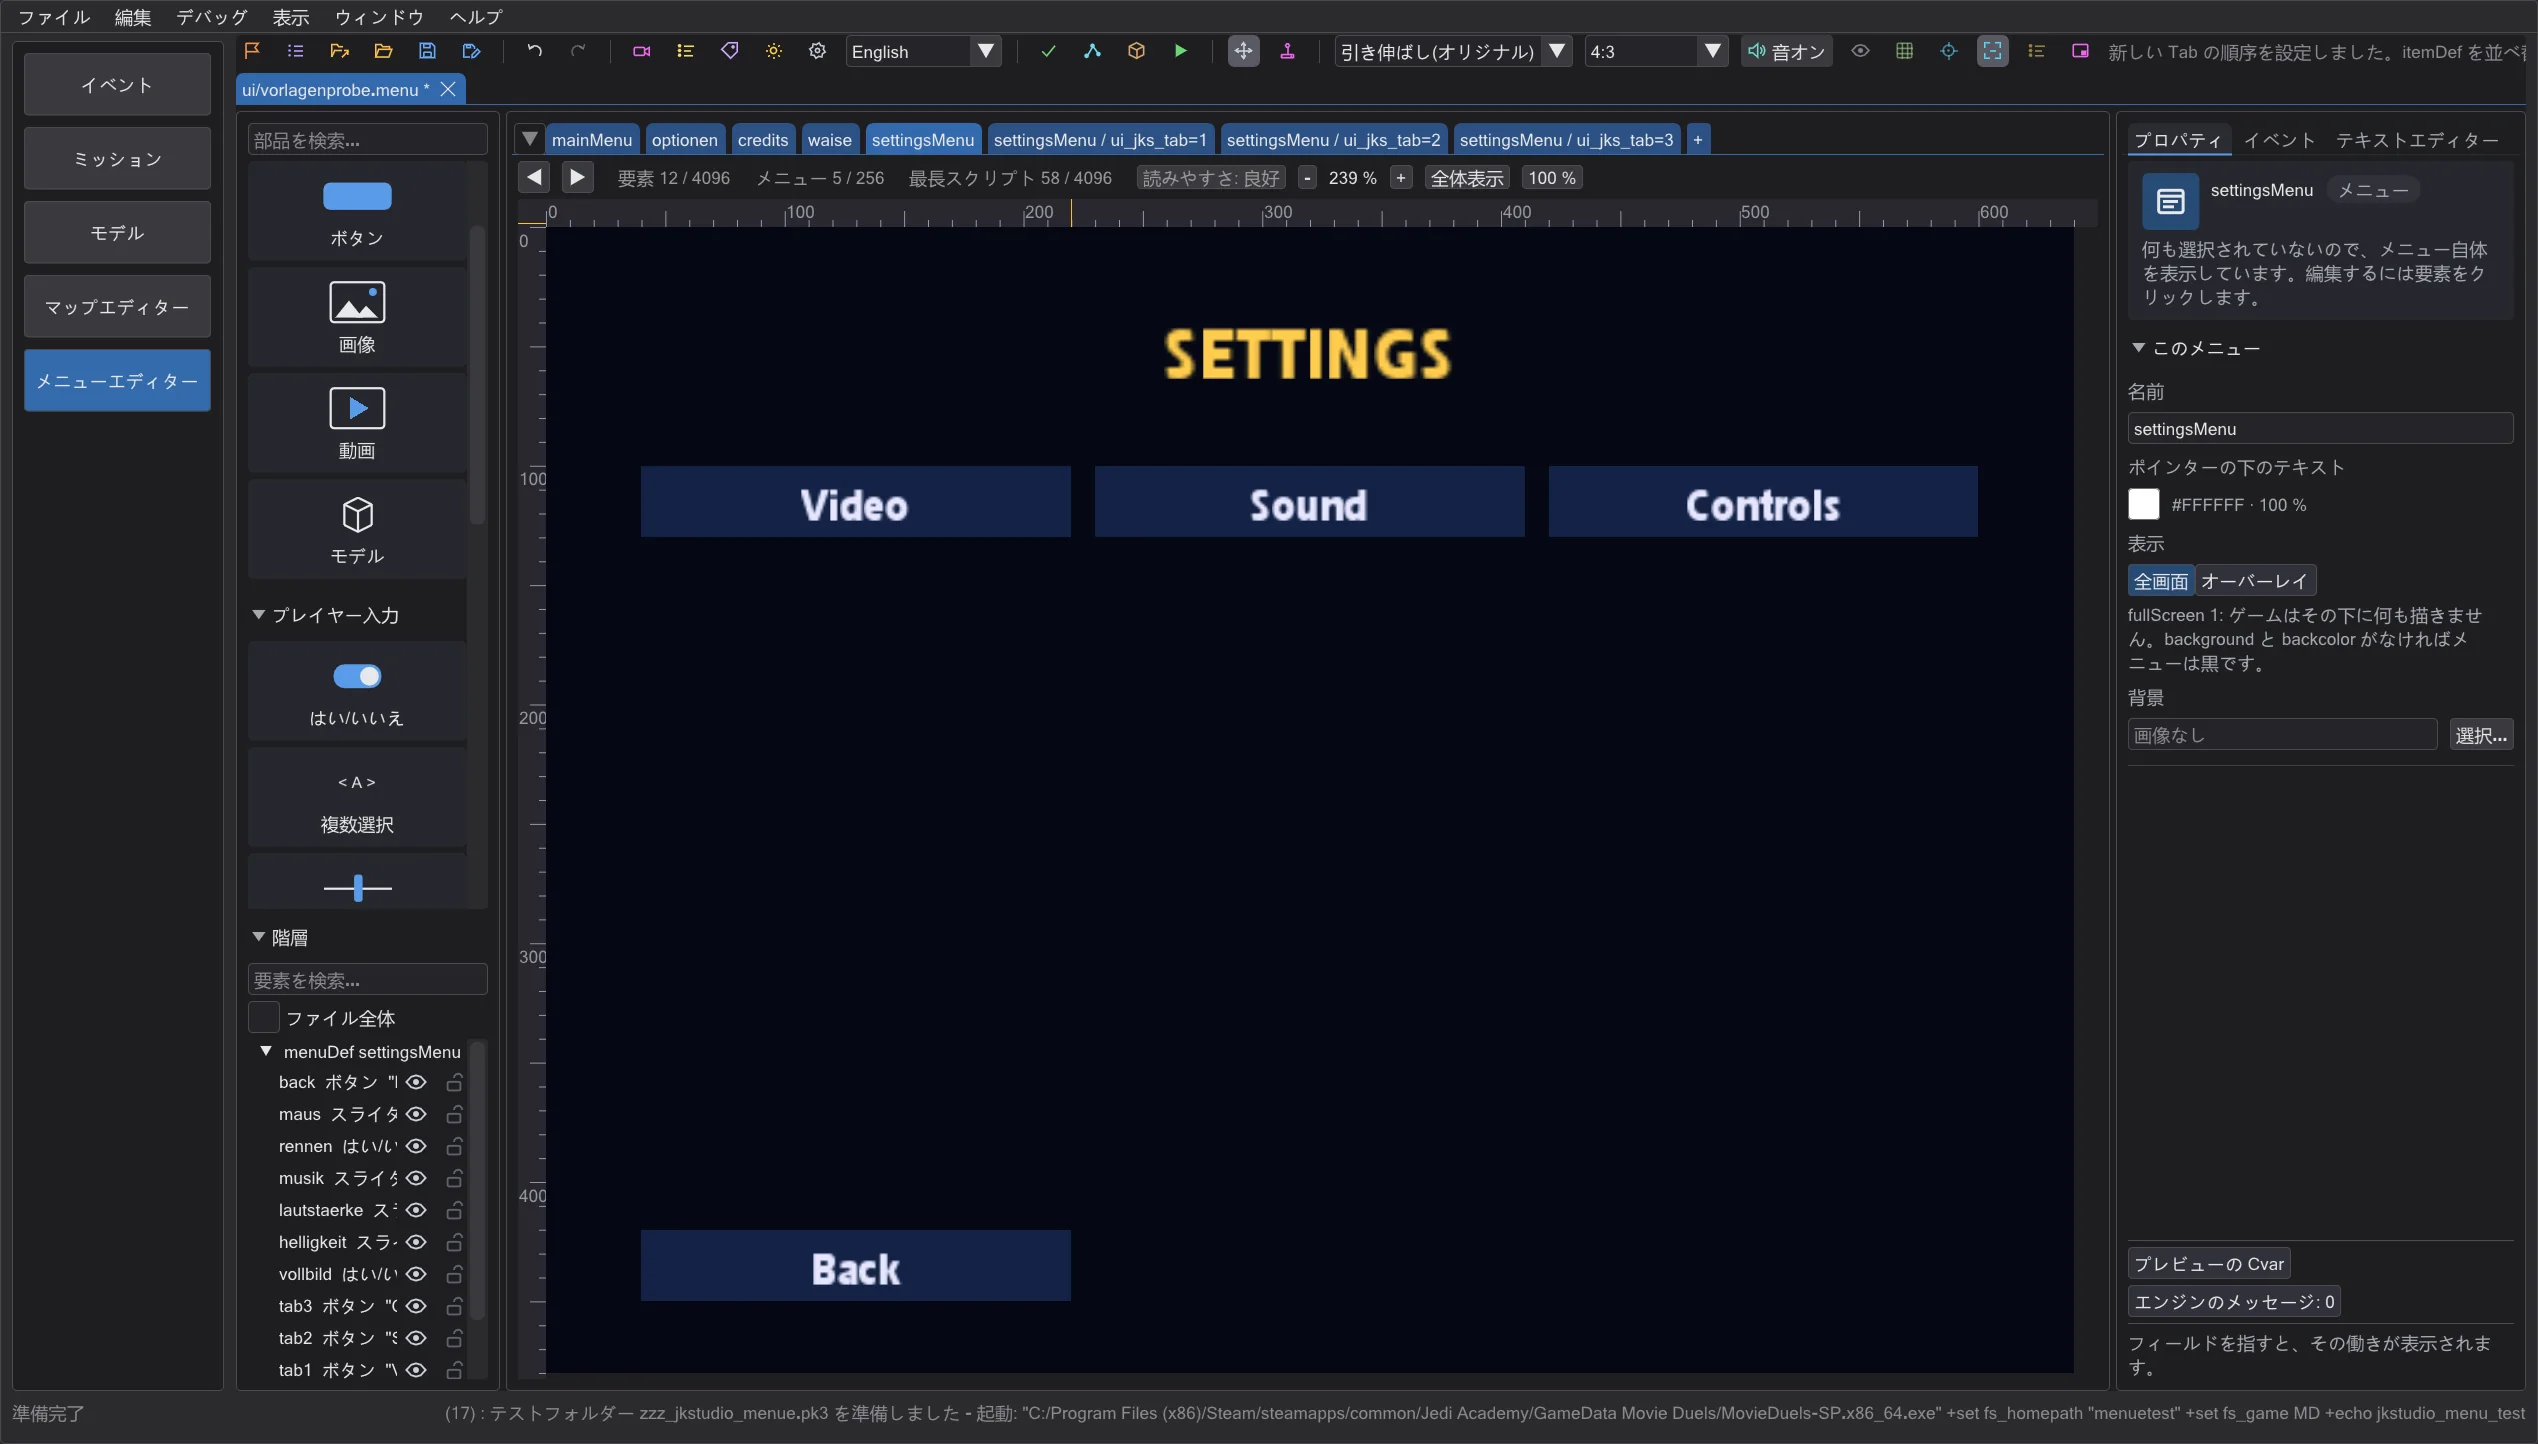 ファイル 編集 デバッグ 表示 ウィンドウ ヘルプ
イベント
ミッション
モデル
マップエディター
メニューエディター
English
引き伸ばし(オリジナル)
4:3
音オン
新しい Tab の順序を設定しました。itemDef を並べ
ui/vorlagenprobe.menu *
部品を検索...
ボタン
画像
動画
モデル
プレイヤー入力
はい/いいえ
< A >
複数選択
階層
要素を検索...
ファイル全体
menuDef settingsMenu
back ボタン
maus スライダ
rennen はい/い
musik スライダ
lautstaerke スラ
helligkeit スライ
vollbild はい/い
tab3 ボタン "C
tab2 ボタン "S
tab1 ボタン "V
mainMenu optionen credits waise settingsMenu settingsMenu / ui_jks_tab=1 settingsMenu / ui_jks_tab=2 settingsMenu / ui_jks_tab=3 +
要素 12 / 4096 メニュー 5 / 256 最長スクリプト 58 / 4096 読みやすさ: 良好 - 239 % + 全体表示 100 %
0 100 200 300 400 500 600
0
100
200
300
400
SETTINGS
Video Sound Controls
Back
プロパティ イベント テキストエディター
settingsMenu メニュー
何も選択されていないので、メニュー自体
を表示しています。編集するには要素をク
リックします。
このメニュー
名前
settingsMenu
ポインターの下のテキスト
#FFFFFF · 100 %
表示
全画面 オーバーレイ
fullScreen 1: ゲームはその下に何も描きませ
ん。background と backcolor がなければメ
ニューは黒です。
背景
画像なし 選択...
プレビューの Cvar
エンジンのメッセージ: 0
フィールドを指すと、その働きが表示されま
す。
準備完了
(17) : テストフォルダー zzz_jkstudio_menue.pk3 を準備しました - 起動: "C:/Program Files (x86)/Steam/steamapps/common/Jedi Academy/GameData Movie Duels/MovieDuels-SP.x86_64.exe" +set fs_homepath "menuetest" +set fs_game MD +echo jkstudio_menu_test